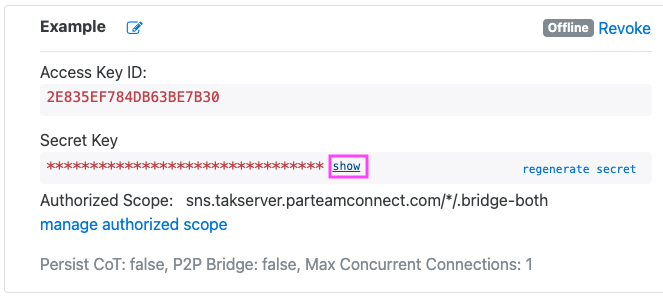 Example Offline Revoke
Access Key ID:
2E835EF784DB63BE7B30
Secret Key
******************************** show regenerate secret
Authorized Scope: sns.takserver.parteamconnect.com/*/.bridge-both
manage authorized scope
Persist CoT: false, P2P Bridge: false, Max Concurrent Connections: 1